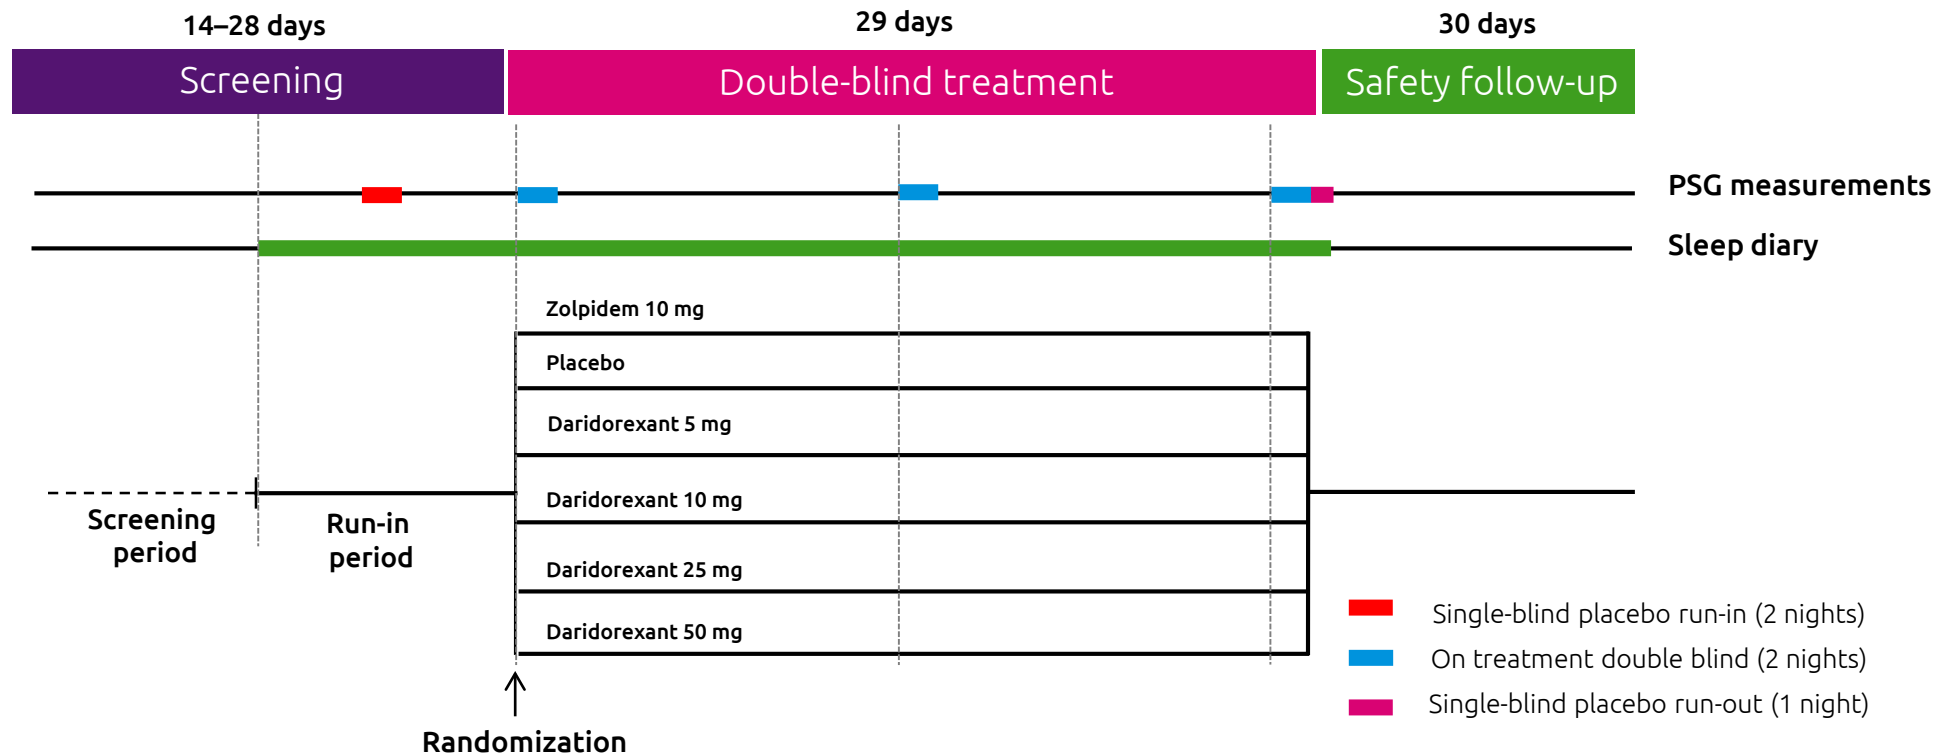 14–28 days
29 days
30 days
Screening
Double-blind treatment
Safety follow-up
PSG measurements
Sleep diary
Zolpidem 10 mg
Placebo
Daridorexant 5 mg
Daridorexant 10 mg
Screening
period
Run-in
period
Daridorexant 25 mg
Daridorexant 50 mg
Single-blind placebo run-in (2 nights)
On treatment double blind (2 nights)
Single-blind placebo run-out (1 night)
Randomization